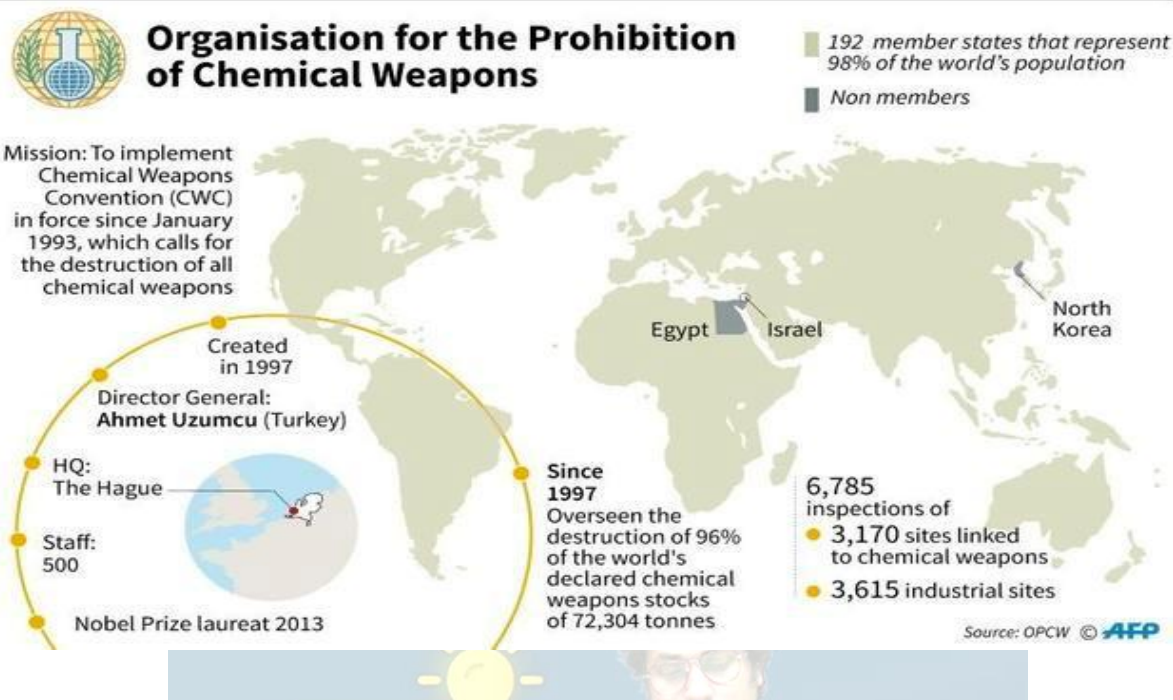 Organisation for the Prohibition
of Chemical Weapons
192 member states that represent
98% of the world's population
Non members
Mission: To implement
Chemical Weapons
Convention (CWC)
in force since January
1993, which calls for
the destruction of all
chemical weapons
Created
in 1997
Director General:
Ahmet Uzumcu (Turkey)
HQ:
The Hague
Staff:
500
Nobel Prize laureat 2013
Egypt
Israel
North
Korea
Since
1997
Overseen the
destruction of 96%
of the world's
declared chemical
weapons stocks
of 72,304 tonnes
6,785
inspections of
3,170 sites linked
to chemical weapons
3,615 industrial sites
Source: OPCW © AFP